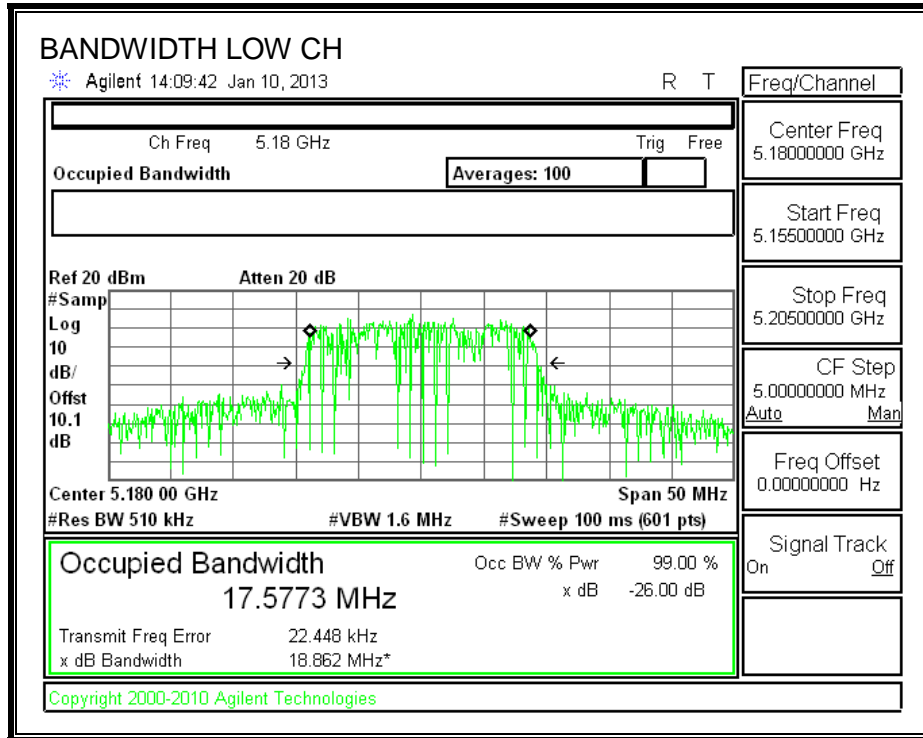 BANDWIDTH LOW CH
Agilent 14:09:42 Jan 10, 2013 R T
Freq/Channel
Ch Freq 5.18 GHz Trig Free
Occupied Bandwidth Averages: 100
Center Freq
5.18000000 GHz
Start Freq
5.15500000 GHz
Stop Freq
5.20500000 GHz
CF Step
5.00000000 MHz
Auto Man
Freq Offset
0.00000000 Hz
Signal Track
On Off
Ref 20 dBm Atten 20 dB
#Samp
Log
10
dB/
Offst
10.1
dB
Center 5.180 00 GHz Span 50 MHz
#Res BW 510 kHz #VBW 1.6 MHz #Sweep 100 ms (601 pts)
Occupied Bandwidth Occ BW % Pwr 99.00 %
17.5773 MHz x dB -26.00 dB
Transmit Freq Error 22.448 kHz
x dB Bandwidth 18.862 MHz*
Copyright 2000-2010 Agilent Technologies